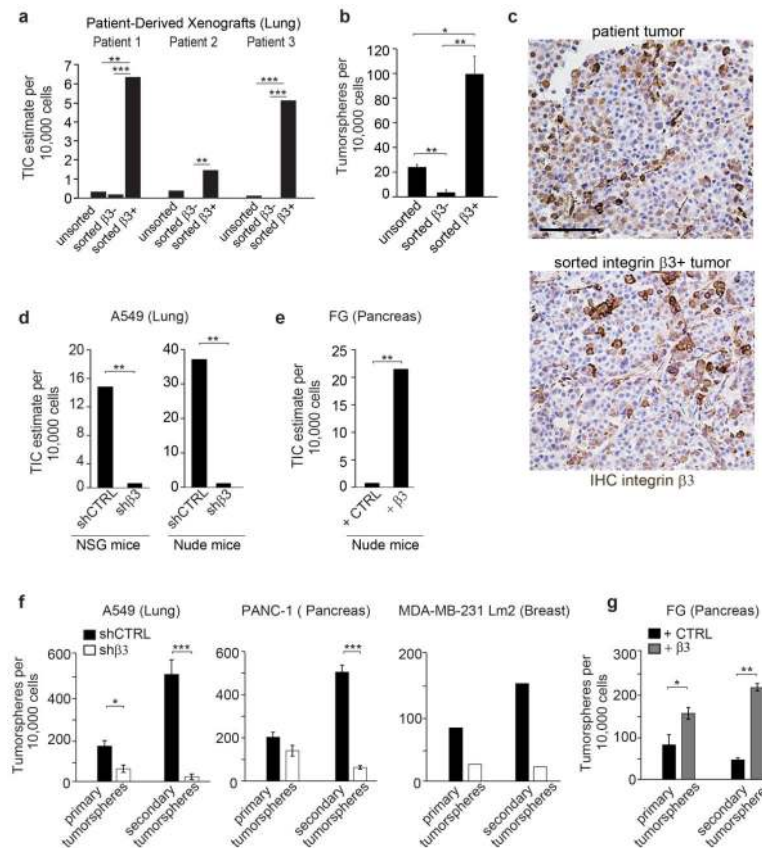 a
Patient-Derived Xenografts (Lung)
Patient 1 Patient 2 Patient 3
TIC estimate per
10,000 cells
7
6
5
4
3
2
1
0
** *** ** *** ***
unsorted sorted β3- sorted β3+ unsorted sorted β3- sorted β3+ unsorted sorted β3- sorted β3+
b
Tumorspheres per
10,000 cells
120
100
80
60
40
20
0
* ** **
unsorted sorted β3- sorted β3+
c
patient tumor
sorted integrin β3+ tumor
IHC integrin β3
d
A549 (Lung)
TIC estimate per
10,000 cells
20
16
12
8
4
0
**
shCTRL shβ3
NSG mice
40
30
20
10
0
**
shCTRL shβ3
Nude mice
e
FG (Pancreas)
TIC estimate per
10,000 cells
25
20
15
10
5
0
**
+ CTRL + β3
Nude mice
f
A549 (Lung)
shCTRL
shβ3
Tumorspheres per
10,000 cells
600
400
200
0
* ***
primary
tumorspheres
secondary
tumorspheres
PANC-1 ( Pancreas)
600
400
200
0
***
primary
tumorspheres
secondary
tumorspheres
MDA-MB-231 Lm2 (Breast)
200
100
0
primary
tumorspheres
secondary
tumorspheres
g
FG (Pancreas)
+ CTRL
+ β3
Tumorspheres per
10,000 cells
300
200
100
0
* **
primary
tumorspheres
secondary
tumorspheres